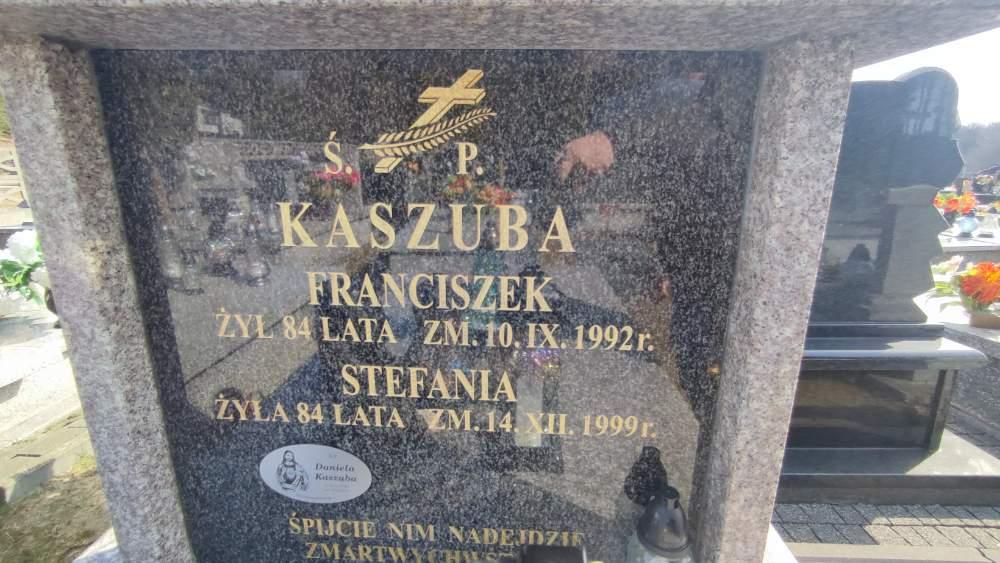 Ś. P.
KASZUBA
FRANCISZEK
ŻYŁ 84 LATA ZM. 10. IX. 1992 r.
STEFANIA
ŻYŁA 84 LATA ZM. 14. XII. 1999 r.
Daniela
Kaszuba
ŚPIJCIE NIM NADEJDZIE